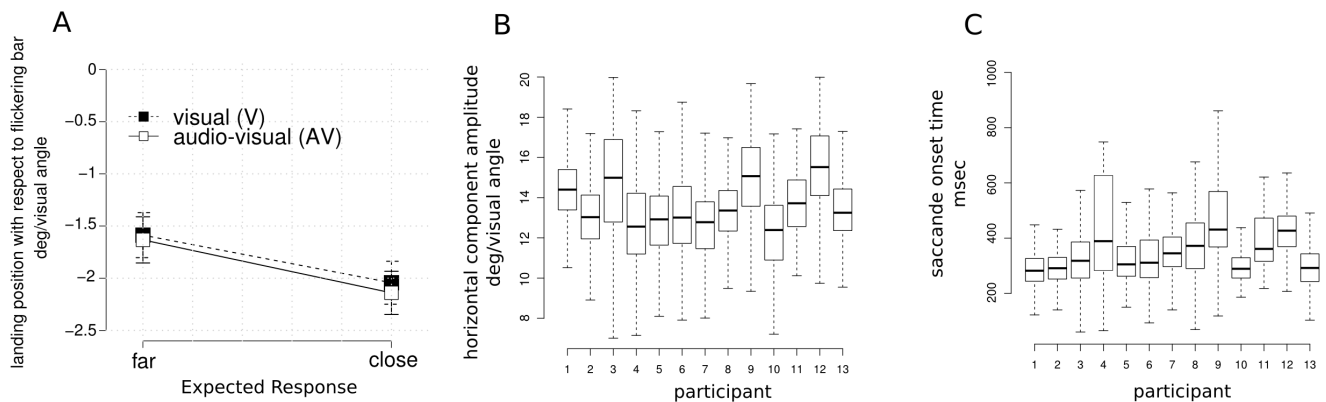 A
landing position with respect to flickering bar
deg/visual angle
0
−0.5
−1
−1.5
−2
−2.5
visual (V)
audio-visual (AV)
far
close
Expected Response
B
horizontal component amplitude
deg/visual angle
20
18
16
14
12
10
8
1 2 3 4 5 6 7 8 9 10 11 12 13
participant
C
saccande onset time
msec
1000
800
600
400
200
1 2 3 4 5 6 7 8 9 10 11 12 13
participant